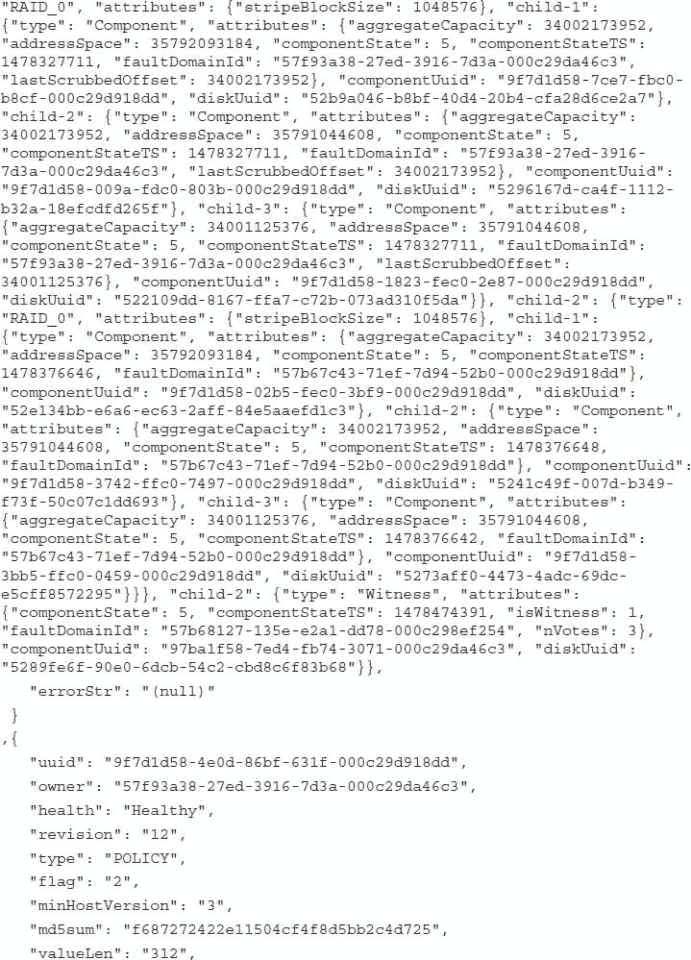 "RAID_0", "attributes": {"stripeBlockSize": 1048576}, "child-1":
{"type": "Component", "attributes": {"aggregateCapacity": 34002173952,
"addressSpace": 35792093184, "componentState": 5, "componentStateTS":
1478327711, "faultDomainId": "57f93a38-27ed-3916-7d3a-000c29da46c3",
"lastScrubbedOffset": 34002173952}, "componentUuid": "9f7d1d58-7ce7-fbc0-
b8cf-000c29d918dd", "diskUuid": "52b9a046-b8bf-40d4-20b4-cfa28d6ce2a7"},
"child-2": {"type": "Component", "attributes": {"aggregateCapacity":
34002173952, "addressSpace": 35791044608, "componentState": 5,
"componentStateTS": 1478327711, "faultDomainId": "57f93a38-27ed-3916-
7d3a-000c29da46c3", "lastScrubbedOffset": 34002173952}, "componentUuid":
"9f7d1d58-009a-fdc0-803b-000c29d918dd", "diskUuid": "5296167d-ca4f-1112-
b32a-18efcdfd265f"}, "child-3": {"type": "Component", "attributes":
{"aggregateCapacity": 34001125376, "addressSpace": 35791044608,
"componentState": 5, "componentStateTS": 1478327711, "faultDomainId":
"57f93a38-27ed-3916-7d3a-000c29da46c3", "lastScrubbedOffset":
34001125376}, "componentUuid": "9f7d1d58-1823-fec0-2e87-000c29d918dd",
"diskUuid": "522109dd-8167-ffa7-c72b-073ad310f5da"}}, "child-2": {"type":
"RAID_0", "attributes": {"stripeBlockSize": 1048576}, "child-1":
{"type": "Component", "attributes": {"aggregateCapacity": 34002173952,
"addressSpace": 35792093184, "componentState": 5, "componentStateTS":
1478376646, "faultDomainId": "57b67c43-71ef-7d94-52b0-000c29d918dd"},
"componentUuid": "9f7d1d58-02b5-fec0-3bf9-000c29d918dd", "diskUuid":
"52e134bb-e6a6-ec63-2aff-84e5aaefd1c3"}, "child-2": {"type": "Component",
"attributes": {"aggregateCapacity": 34002173952, "addressSpace":
35791044608, "componentState": 5, "componentStateTS": 1478376648,
"faultDomainId": "57b67c43-71ef-7d94-52b0-000c29d918dd"}, "componentUuid":
"9f7d1d58-3742-ffc0-7497-000c29d918dd", "diskUuid": "5241c49f-007d-b349-
f73f-50c07c1dd693"}, "child-3": {"type": "Component", "attributes":
{"aggregateCapacity": 34001125376, "addressSpace": 35791044608,
"componentState": 5, "componentStateTS": 1478376642, "faultDomainId":
"57b67c43-71ef-7d94-52b0-000c29d918dd"}, "componentUuid": "9f7d1d58-
3bb5-ffc0-0459-000c29d918dd", "diskUuid": "5273aff0-4473-4adc-69dc-
e5cff8572295"}}}, "child-2": {"type": "Witness", "attributes":
{"componentState": 5, "componentStateTS": 1478474391, "isWitness": 1,
"faultDomainId": "57b68127-135e-e2a1-dd78-000c298ef254", "nVotes": 3},
"componentUuid": "97ba1f58-7ed4-fb74-3071-000c29da46c3", "diskUuid":
"5289fe6f-90e0-6dcb-54c2-cbd8c6f83b68"}},
"errorStr": "(null)"
}
,{
"uuid": "9f7d1d58-4e0d-86bf-631f-000c29d918dd",
"owner": "57f93a38-27ed-3916-7d3a-000c29da46c3",
"health": "Healthy",
"revision": "12",
"type": "POLICY",
"flag": "2",
"minHostVersion": "3",
"md5sum": "f687272422e11504cf4f8d5bb2c4d725",
"valueLen": "312",